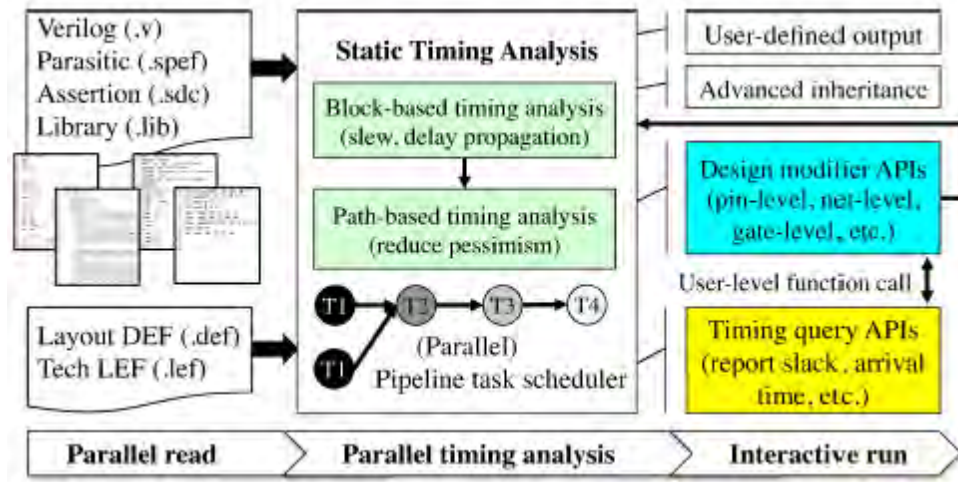 Verilog (.v)
Parasitic (.spef)
Assertion (.sdc)
Library (.lib)
Layout DEF (.def)
Tech LEF (.lef)
Static Timing Analysis
Block-based timing analysis
(slew, delay propagation)
Path-based timing analysis
(reduce pessimism)
T1
T2
T3
T4
T1
(Parallel)
Pipeline task scheduler
User-defined output
Advanced inheritance
Design modifier APIs
(pin-level, net-level,
gate-level, etc.)
User-level function call
Timing query APIs
(report slack, arrival
time, etc.)
Parallel read
Parallel timing analysis
Interactive run